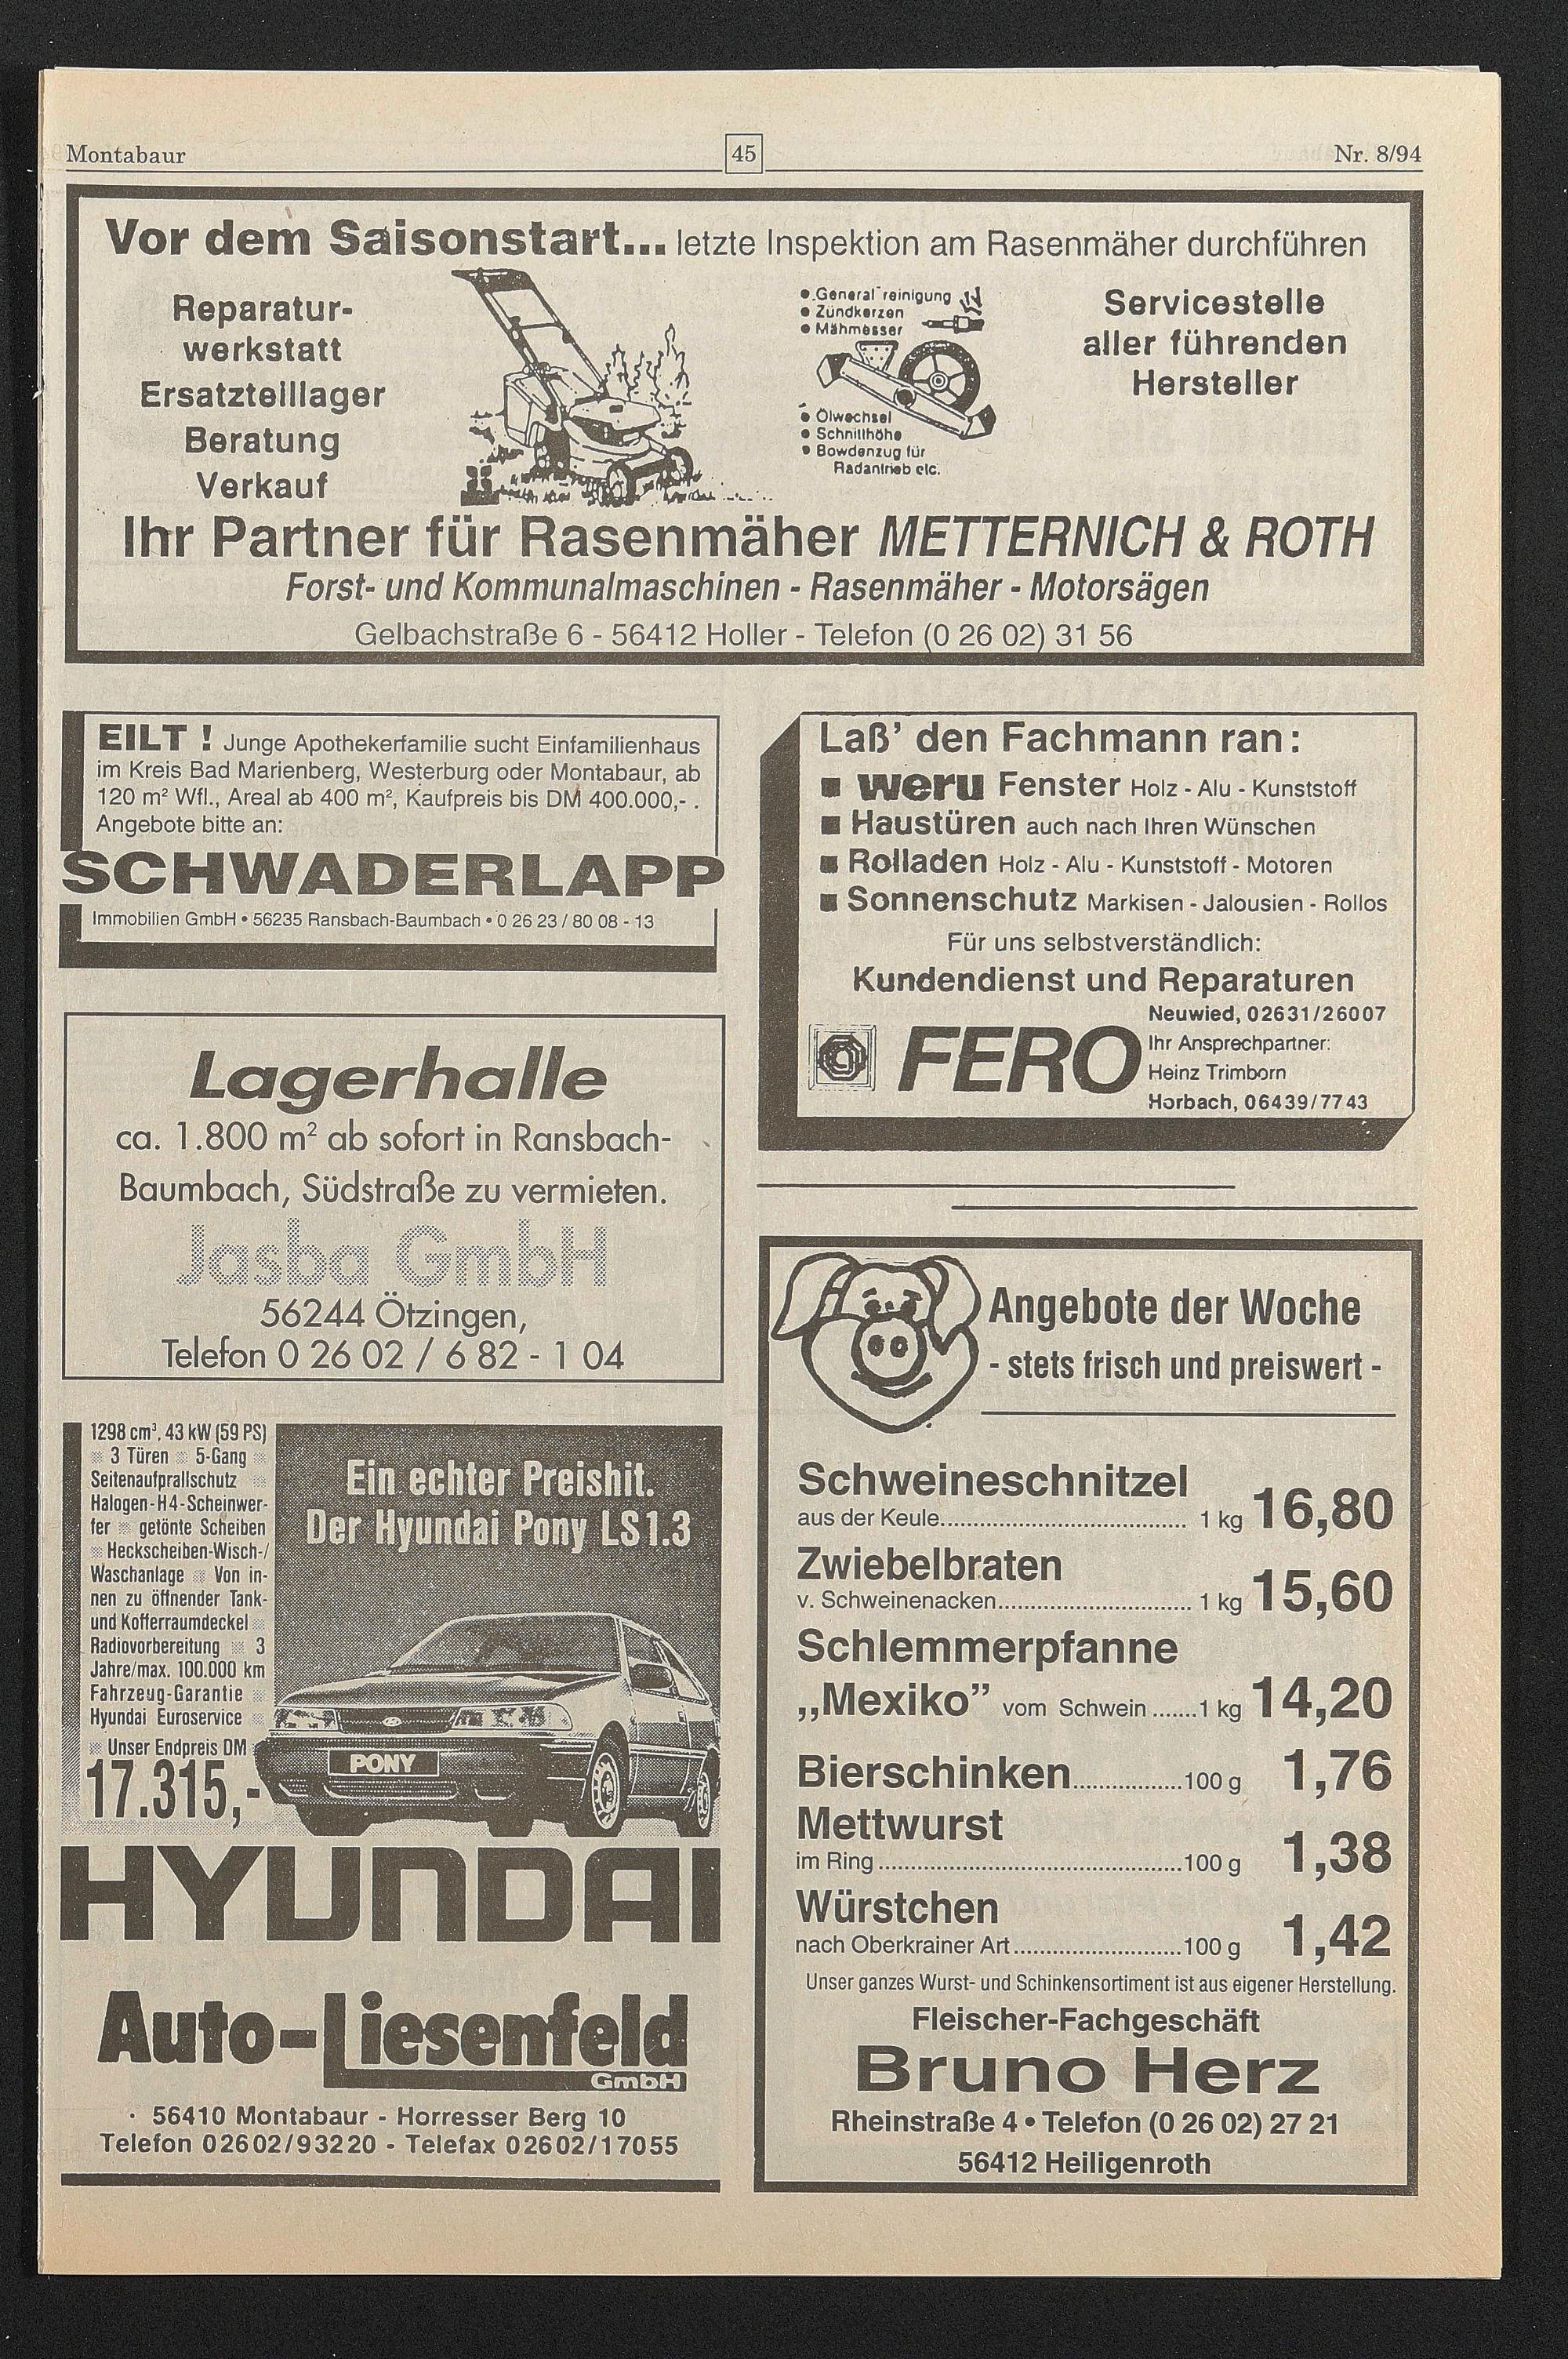 Montabaur
45
Nr. 8/94
Vor dem Saisonstart... letzte Inspektion am Rasenmäher durchführen
Reparatur-
werkstatt
Ersatzteillager
Beratung
Verkauf
• General reinigung
• Zündkerzen
• Mähmesser
• Ölwechsel
• Schnitthöhe
• Bowdenzug für
Radantrieb etc.
Servicestelle
aller führenden
Hersteller
Ihr Partner für Rasenmäher METTERNICH & ROTH
Forst- und Kommunalmaschinen - Rasenmäher - Motorsägen
Gelbachstraße 6 - 56412 Holler - Telefon (0 26 02) 31 56
EILT ! Junge Apothekerfamilie sucht Einfamilienhaus
im Kreis Bad Marienberg, Westerburg oder Montabaur, ab
120 m² Wfl., Areal ab 400 m², Kaufpreis bis DM 400.000,- .
Angebote bitte an:
SCHWADERLAPP
Immobilien GmbH • 56235 Ransbach-Baumbach • 0 26 23 / 80 08 - 13
Lagerhalle
ca. 1.800 m² ab sofort in Ransbach-
Baumbach, Südstraße zu vermieten.
Jasba GmbH
56244 Ötzingen,
Telefon 0 26 02 / 6 82 - 1 04
1298 cm³, 43 kW (59 PS)
3 Türen 5-Gang
Seitenaufprallschutz
Halogen-H4-Scheinwer-
fer getönte Scheiben
Heckscheiben-Wisch-/
Waschanlage Von in-
nen zu öffnender Tank-
und Kofferraumdeckel
Radiovorbereitung 3
Jahre/max. 100.000 km
Fahrzeug-Garantie
Hyundai Euroservice
Unser Endpreis DM
17.315,-
Ein echter Preishit.
Der Hyundai Pony LS 1.3
PONY
HYUNDAI
Auto-Liesenfeld
GmbH
56410 Montabaur - Horresser Berg 10
Telefon 02602/93220 - Telefax 02602/17055
Laß' den Fachmann ran:
■ weru Fenster Holz - Alu - Kunststoff
■ Haustüren auch nach Ihren Wünschen
■ Rolladen Holz - Alu - Kunststoff - Motoren
■ Sonnenschutz Markisen - Jalousien - Rollos
Für uns selbstverständlich:
Kundendienst und Reparaturen
FERO
Neuwied, 02631/26007
Ihr Ansprechpartner:
Heinz Trimborn
Horbach, 06439/7743
Angebote der Woche
- stets frisch und preiswert -
Schweineschnitzel
aus der Keule..................................... 1 kg 16,80
Zwiebelbraten
v. Schweinenacken.............................. 1 kg 15,60
Schlemmerpfanne
„Mexiko” vom Schwein .......1 kg 14,20
Bierschinken.................100 g 1,76
Mettwurst
im Ring ...............................................100 g 1,38
Würstchen
nach Oberkrainer Art..........................100 g 1,42
Unser ganzes Wurst- und Schinkensortiment ist aus eigener Herstellung.
Fleischer-Fachgeschäft
Bruno Herz
Rheinstraße 4 • Telefon (0 26 02) 27 21
56412 Heiligenroth